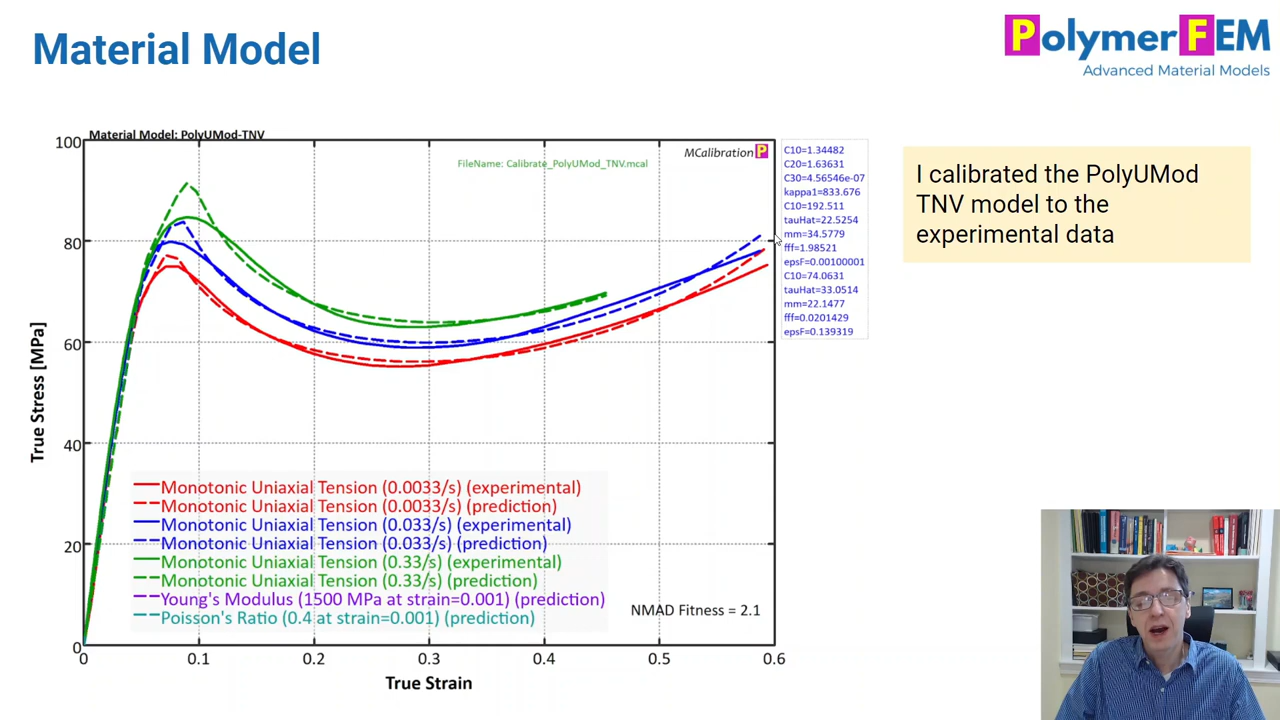 Material Model
PolymerFEM
Advanced Material Models
Material Model: PolyUMod-TNV
MCalibration P
FileName: Calibrate_PolyUMod_TNV.mcal
C10=1.34482
C20=1.63631
C30=4.56546e-07
kappa1=833.676
C10=192.511
tauHat=22.5254
mm=34.5779
fff=1.98521
epsF=0.00100001
C10=74.0631
tauHat=33.0514
mm=22.1477
fff=0.0201429
epsF=0.139319
I calibrated the PolyUMod
TNV model to the
experimental data
100
80
60
40
20
0
True Stress [MPa]
Monotonic Uniaxial Tension (0.0033/s) (experimental)
Monotonic Uniaxial Tension (0.0033/s) (prediction)
Monotonic Uniaxial Tension (0.033/s) (experimental)
Monotonic Uniaxial Tension (0.033/s) (prediction)
Monotonic Uniaxial Tension (0.33/s) (experimental)
Monotonic Uniaxial Tension (0.33/s) (prediction)
Young's Modulus (1500 MPa at strain=0.001) (prediction)
Poisson's Ratio (0.4 at strain=0.001) (prediction)
NMAD Fitness = 2.1
0 0.1 0.2 0.3 0.4 0.5 0.6
True Strain